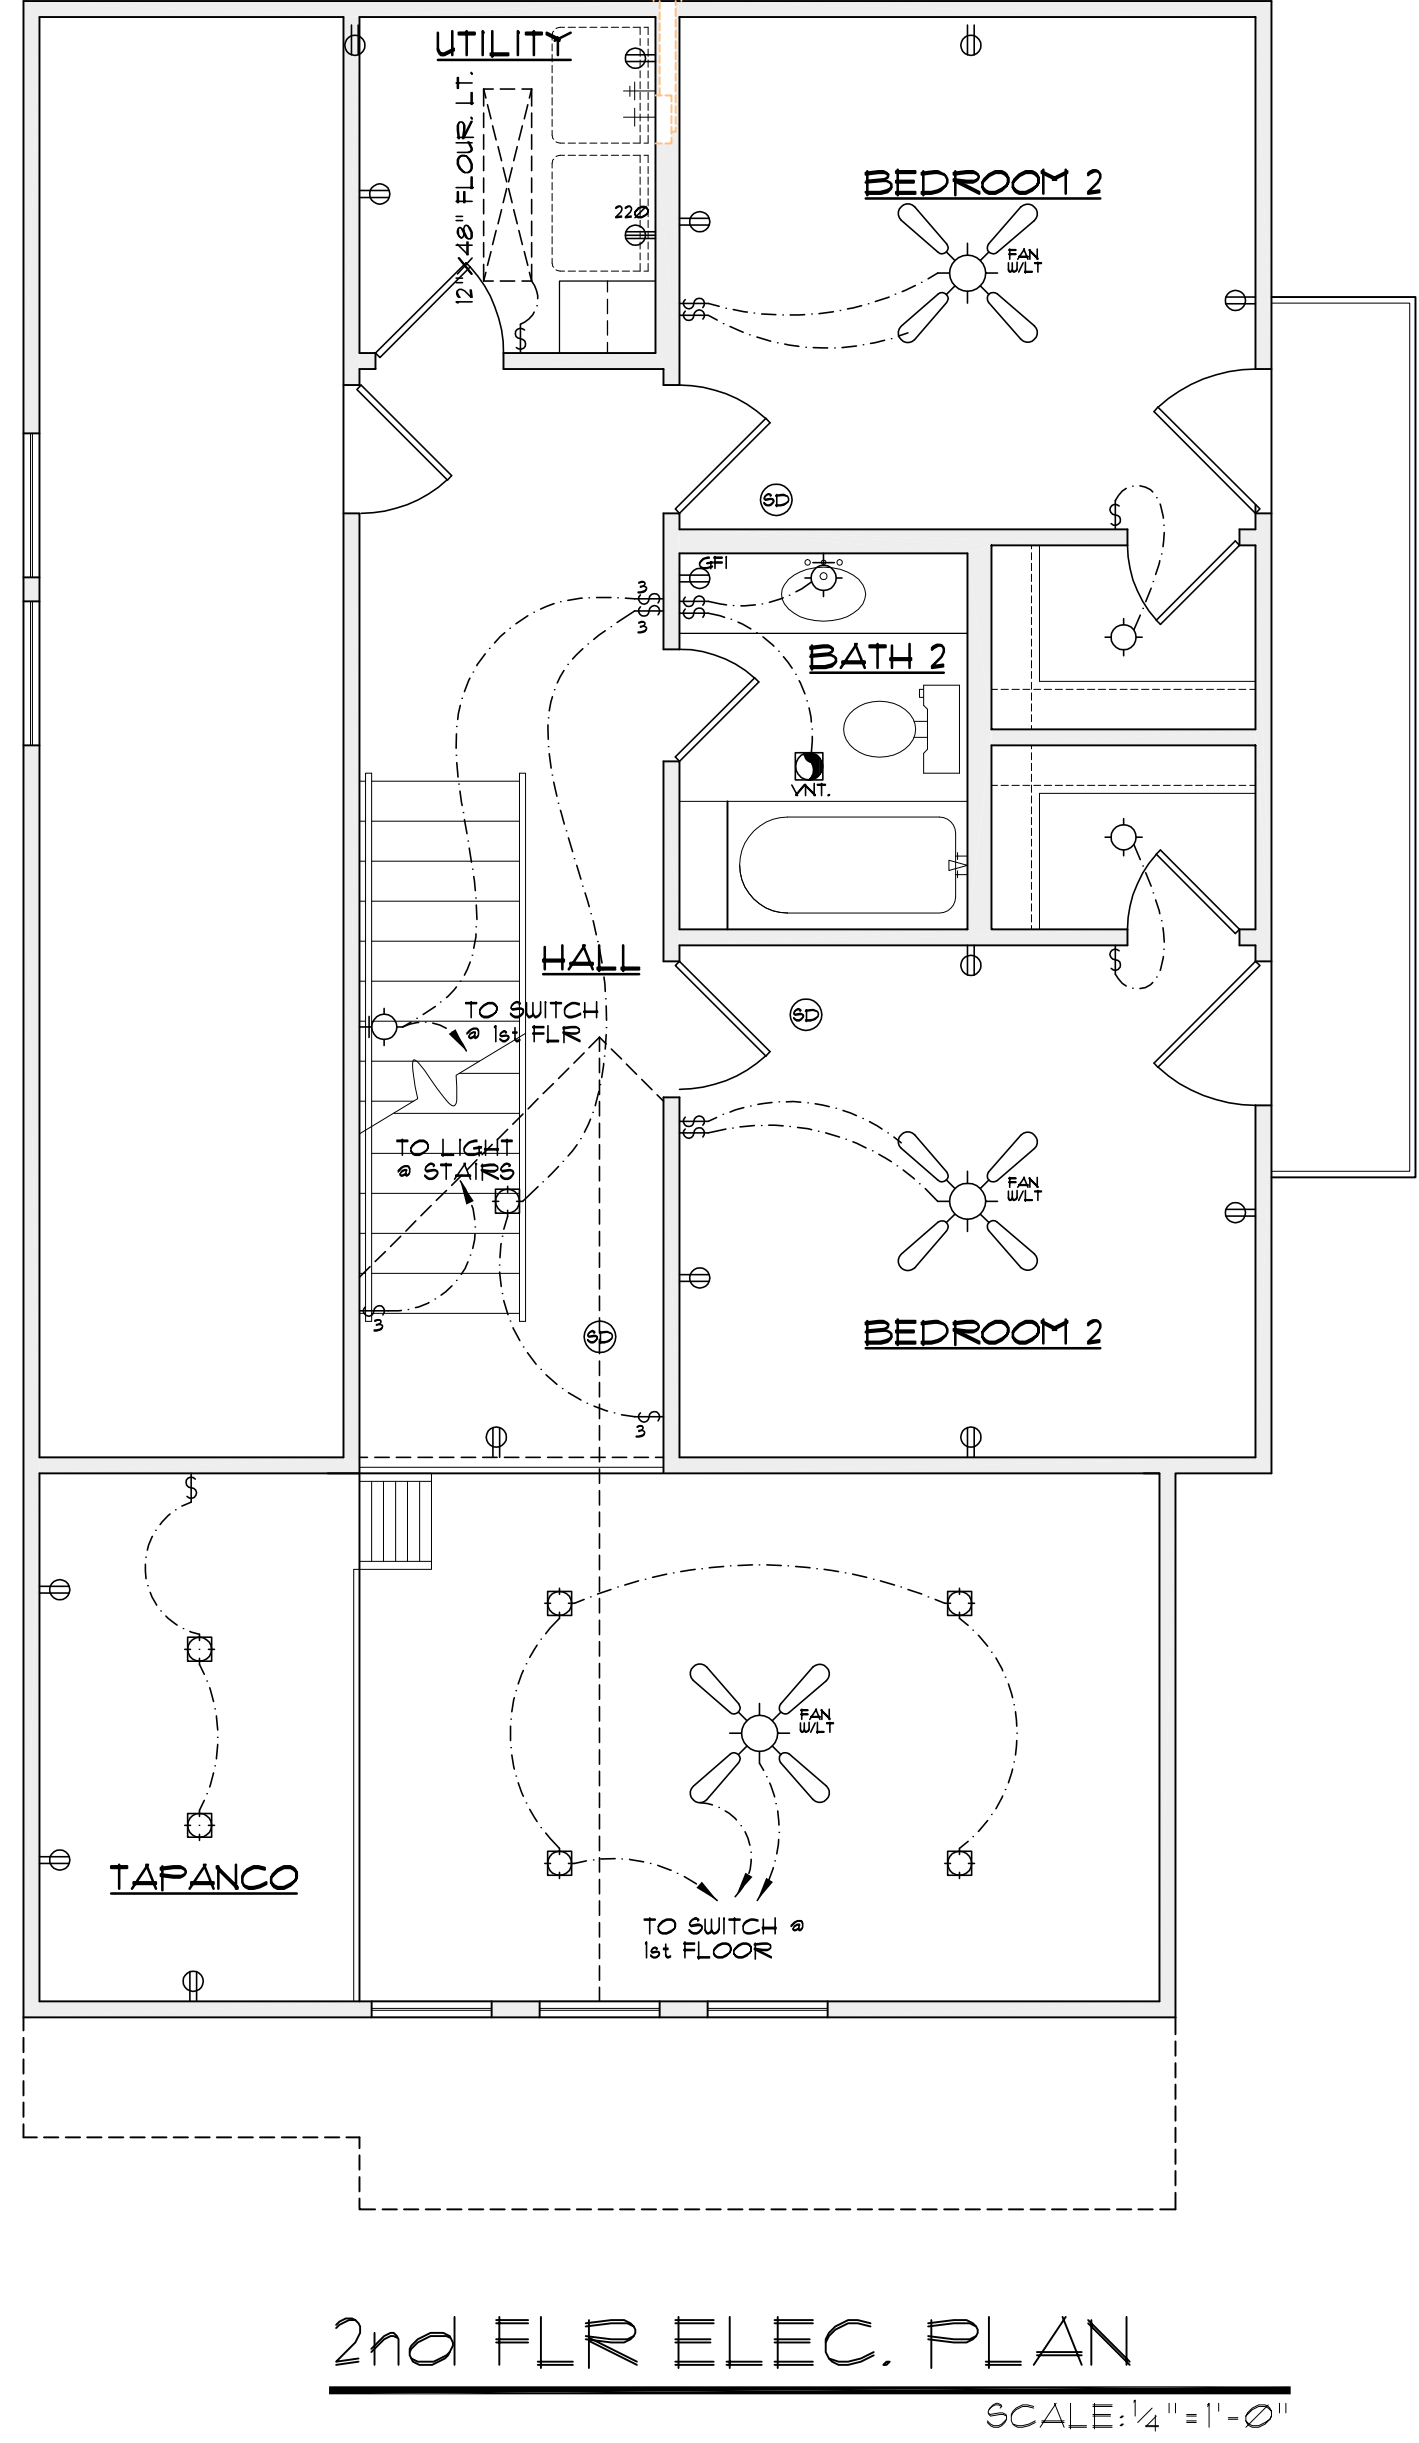 UTILITY
12"X48" FLOUR. LT.
220
BEDROOM 2
FAN
W/LT
$
$
$
SD
$
GFI
3
$
$
3
$
$
BATH 2
VNT.
HALL
$
TO SWITCH
@ 1st FLR
SD
$
$
TO LIGHT
@ STAIRS
FAN
W/LT
$
3
SD
BEDROOM 2
$
3
$
FAN
W/LT
TAPANCO
TO SWITCH @
1st FLOOR
2nd FLR ELEC. PLAN
SCALE: 1/4"=1'-0"